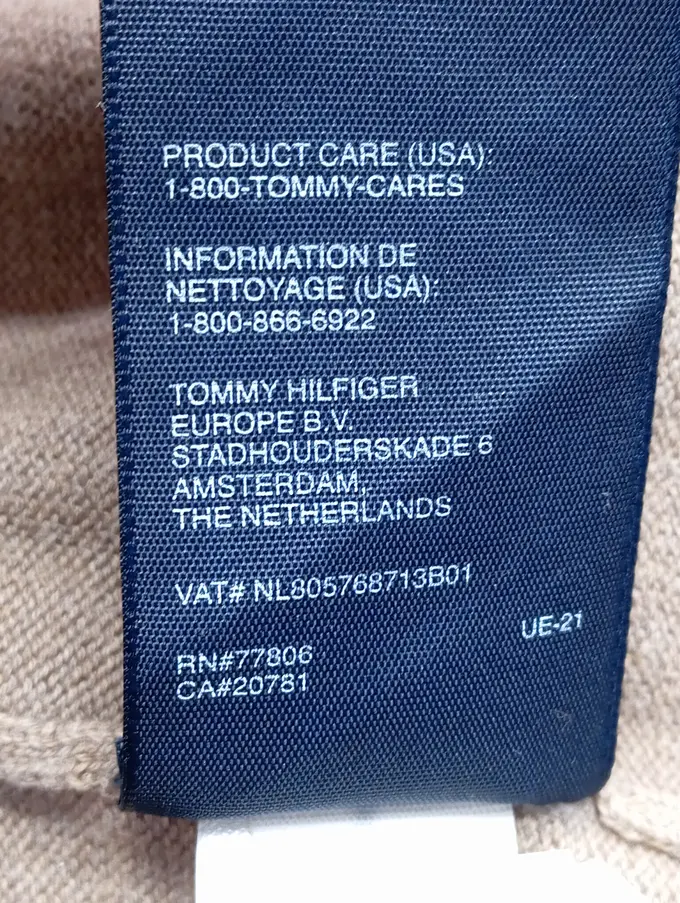 PRODUCT CARE (USA):
1-800-TOMMY-CARES
INFORMATION DE
NETTOYAGE (USA):
1-800-866-6922
TOMMY HILFIGER
EUROPE B.V.
STADHOUDERSKADE 6
AMSTERDAM,
THE NETHERLANDS
VAT# NL805768713B01
UE-21
RN#77806
CA#20781